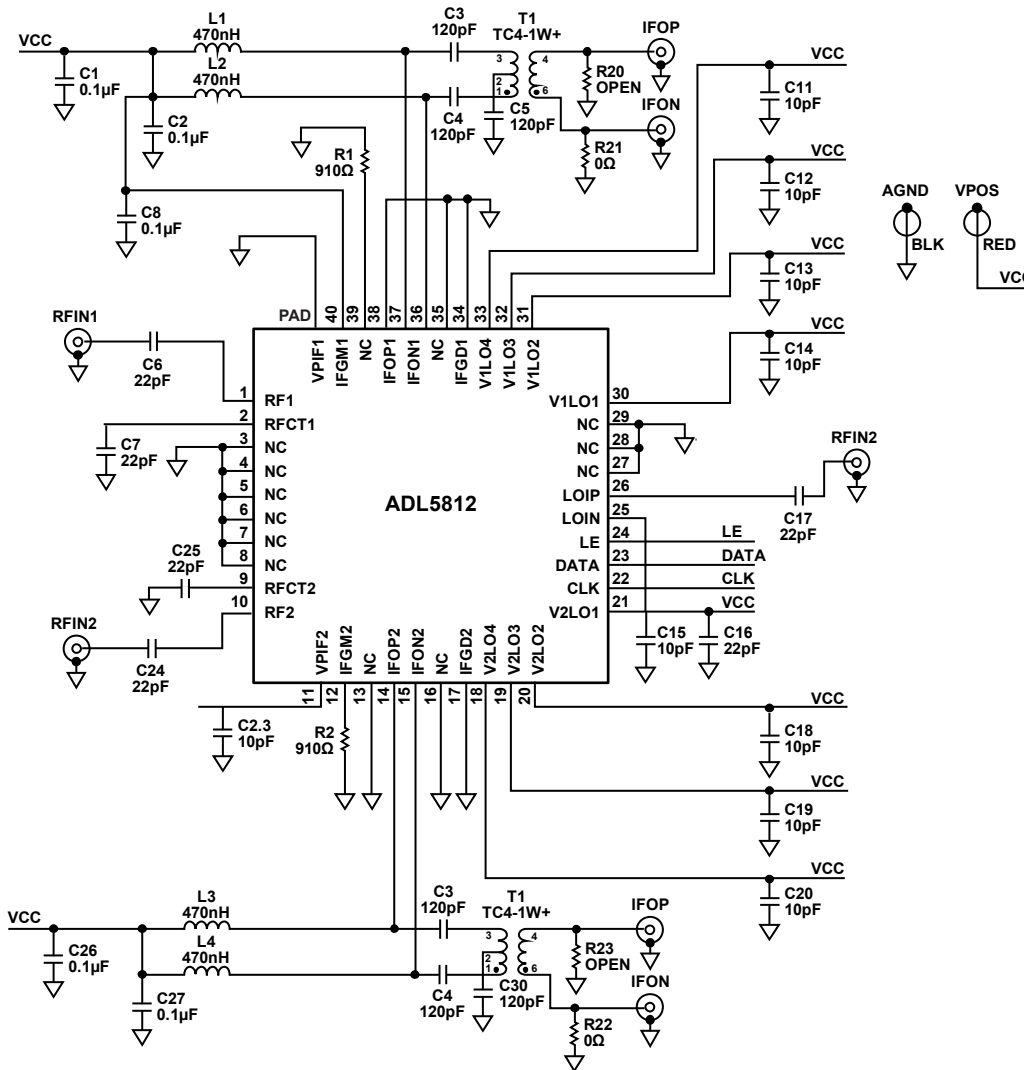 L1
470nH
VCC
C1
0.1µF
L2
470nH
C2
0.1µF
C3
120pF
T1
TC4-1W+
3
2
1
4
6
C4
120pF
C5
120pF
IFOP
R20
OPEN
IFON
R21
0Ω
VCC
C11
10pF
VCC
C12
10pF
VCC
C13
10pF
VCC
C14
10pF
AGND
BLK
VPOS
RED
VCC
R1
910Ω
C8
0.1µF
PAD
40
39
38
37
36
35
34
33
32
31
VPIF1
IFGM1
NC
IFOP1
IFON1
NC
IFGD1
V1LO4
V1LO3
V1LO2
RFIN1
C6
22pF
C7
22pF
1
RF1
2
RFCT1
3
NC
4
NC
5
NC
6
NC
7
NC
8
NC
9
RFCT2
10
RF2
C25
22pF
RFIN2
C24
22pF
ADL5812
V1LO1
30
NC
29
NC
28
NC
27
LOIP
26
LOIN
25
LE
24
LE
DATA
23
DATA
CLK
22
CLK
V2LO1
21
VCC
RFIN2
C17
22pF
C15
10pF
C16
22pF
VPIF2
IFGM2
NC
IFOP2
IFON2
NC
IFGD2
V2LO4
V2LO3
V2LO2
11
12
13
14
15
16
17
18
19
20
C2.3
10pF
R2
910Ω
VCC
C18
10pF
VCC
C19
10pF
VCC
C20
10pF
VCC
C26
0.1µF
L3
470nH
L4
470nH
C27
0.1µF
C3
120pF
C4
120pF
T1
TC4-1W+
3
2
1
4
6
C30
120pF
IFOP
R23
OPEN
IFON
R22
0Ω